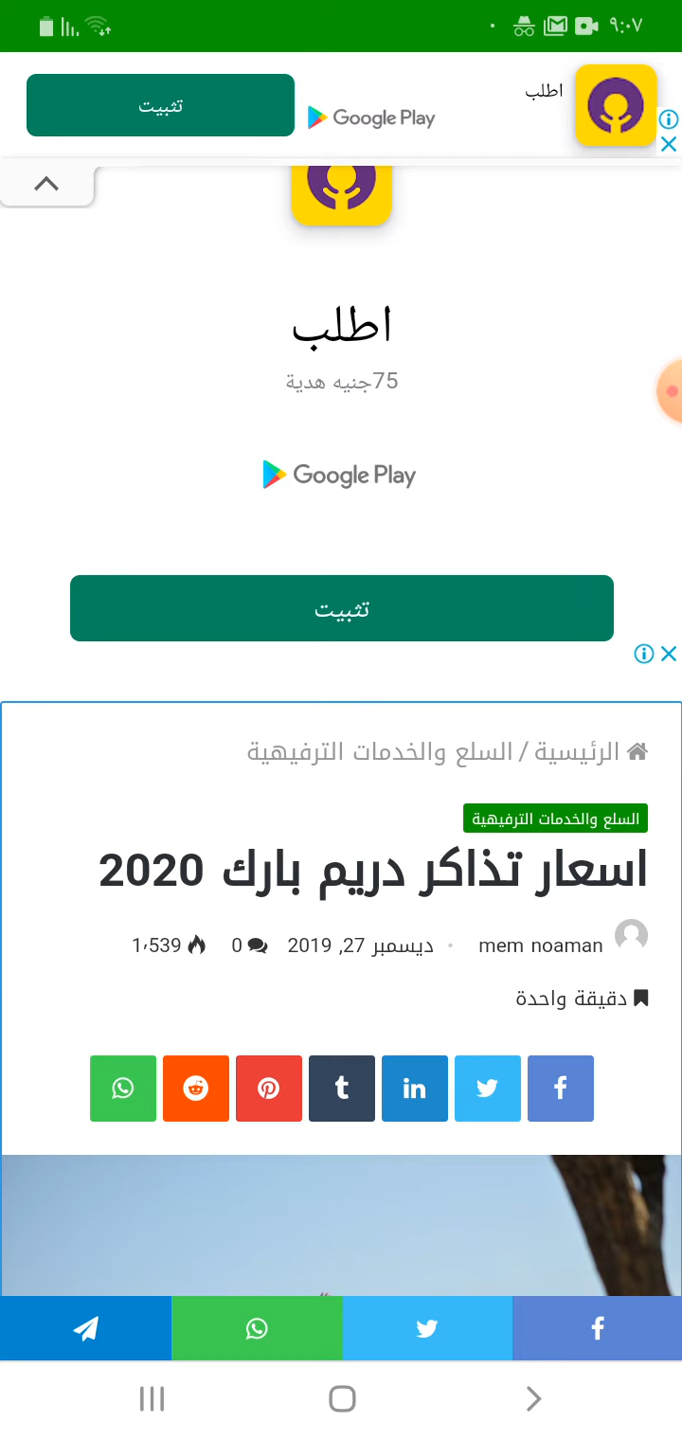 ٩:٠٧
اطلب
Google Play
تثبيت
اطلب
75جنيه هدية
Google Play
تثبيت
الرئيسية / السلع والخدمات الترفيهية
السلع والخدمات الترفيهية
اسعار تذاكر دريم بارك 2020
mem noaman • ديسمبر 27, 2019 0 1٬539
دقيقة واحدة